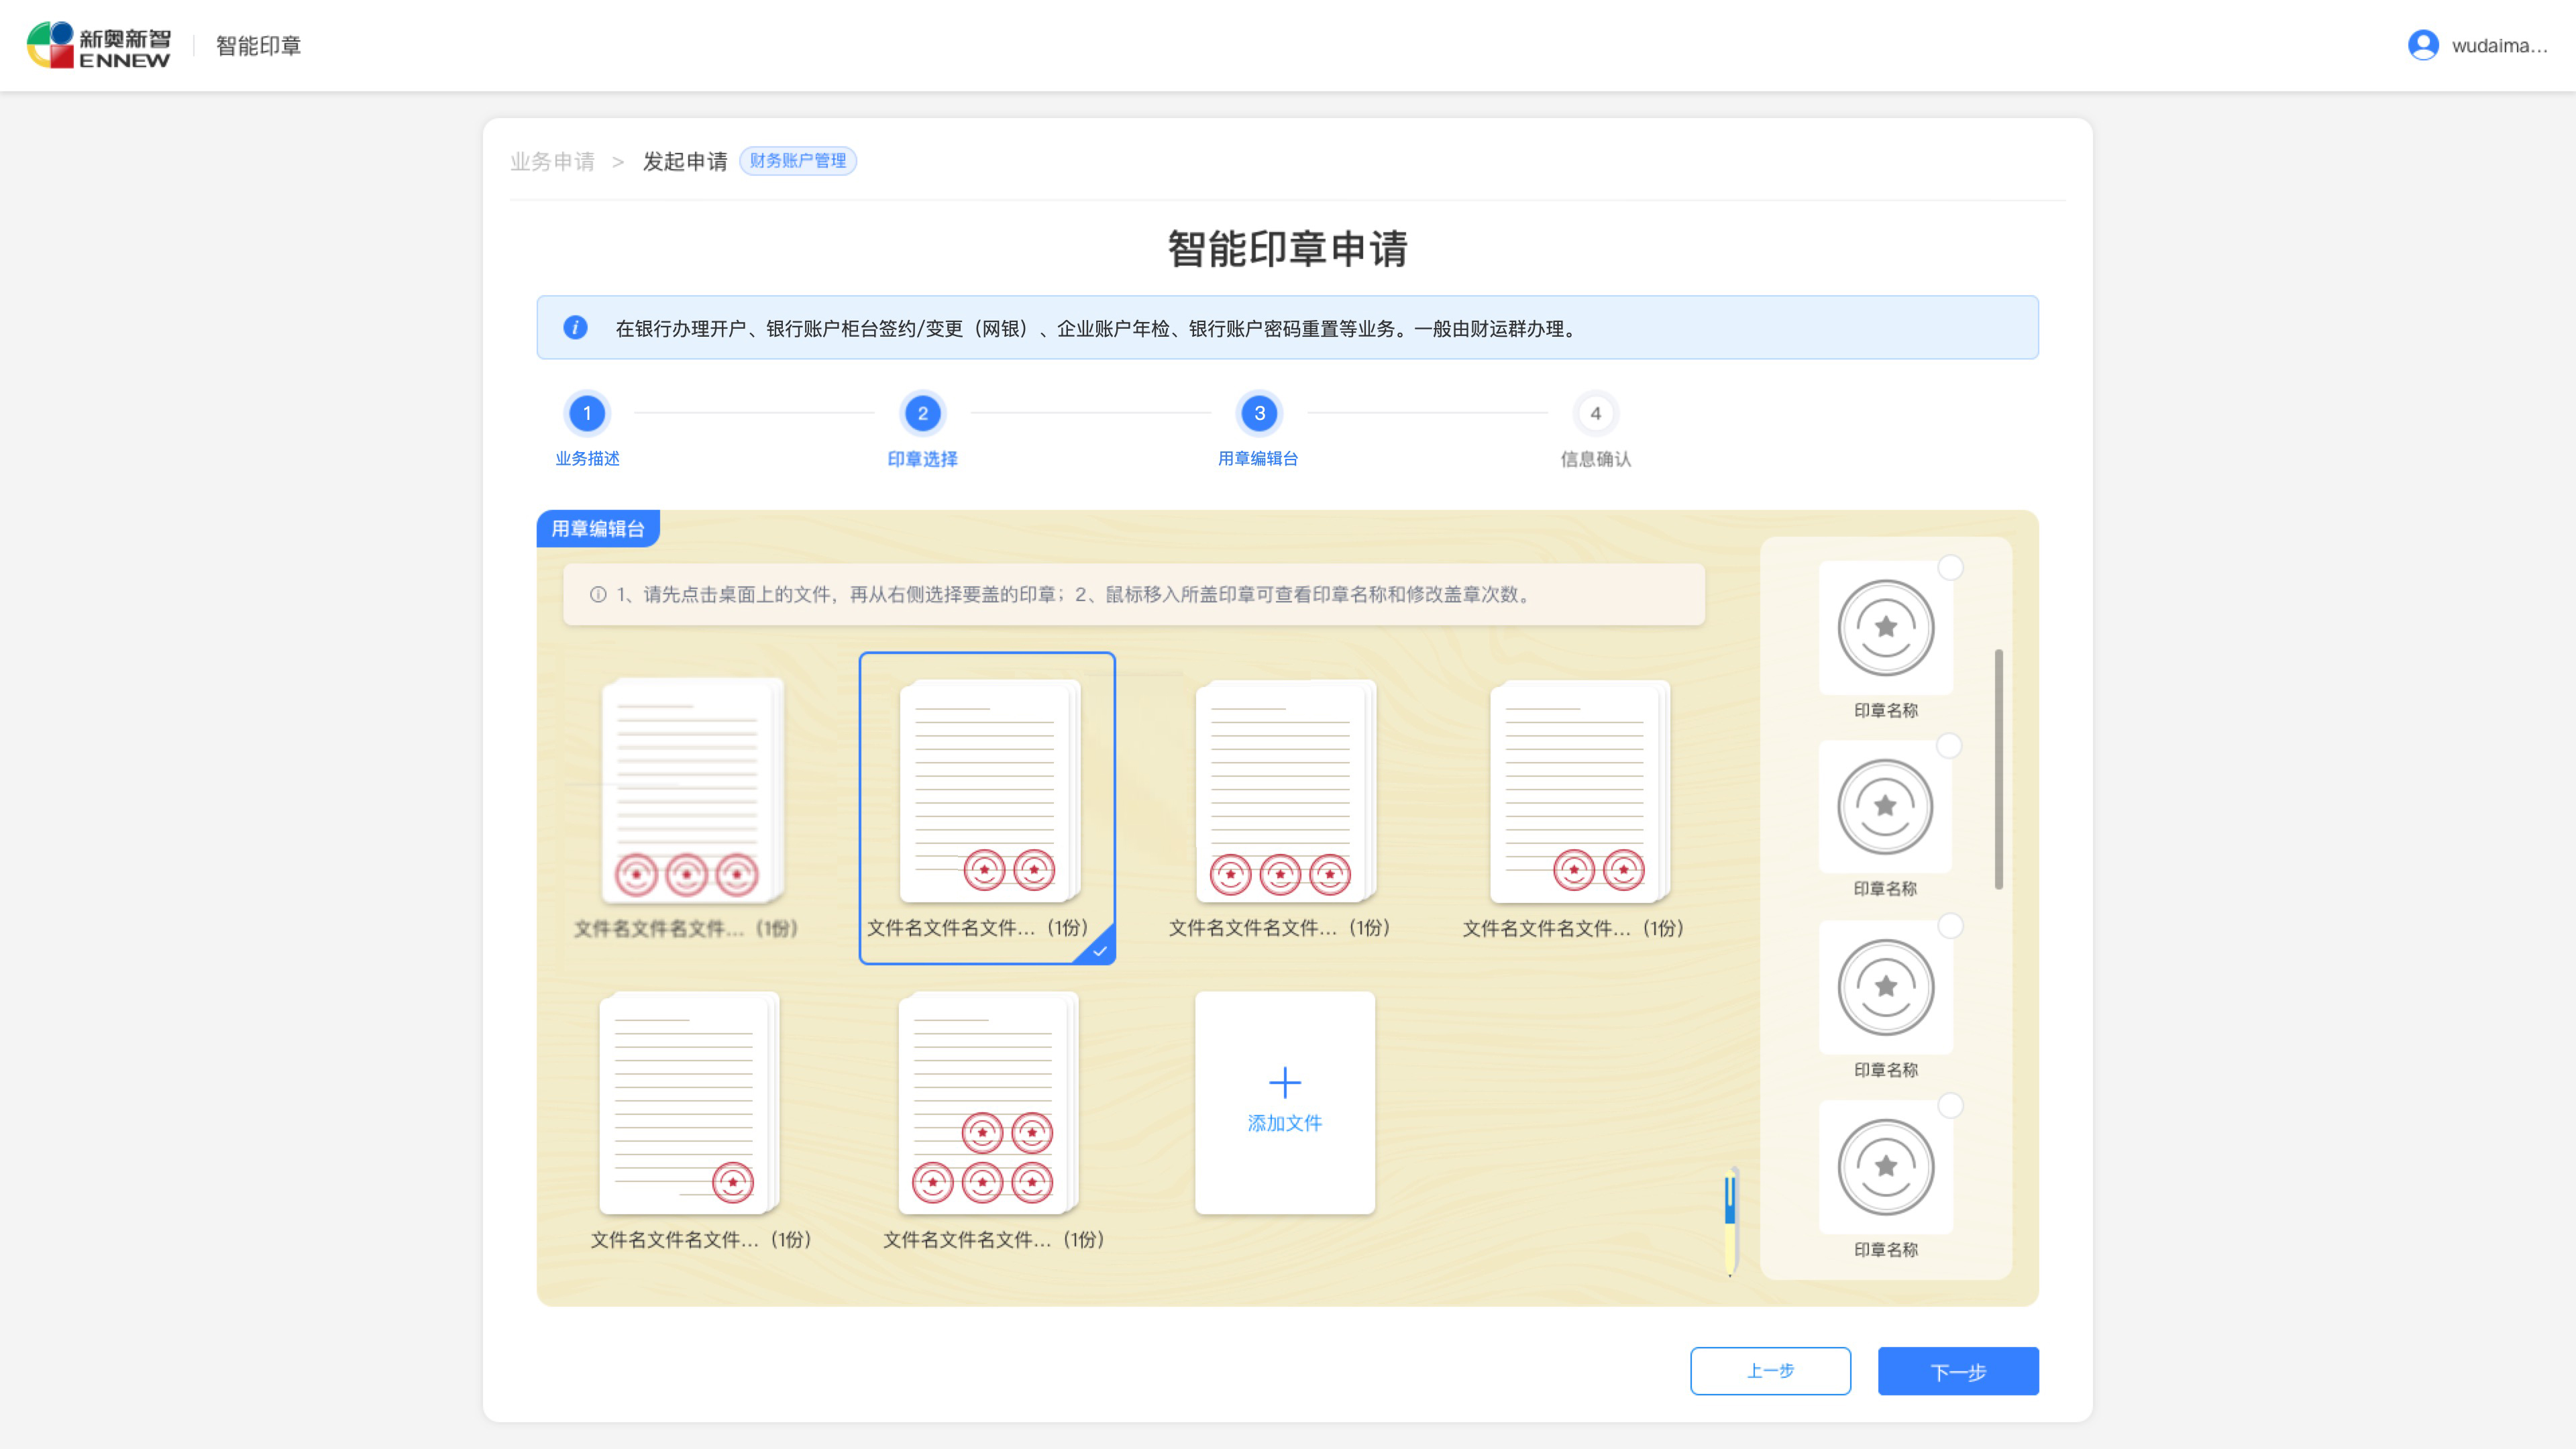 新奥新智
ENNEW
智能印章
wudaima...
业务申请 > 发起申请 财务账户管理
智能印章申请
在银行办理开户、银行账户柜台签约/变更（网银）、企业账户年检、银行账户密码重置等业务。一般由财运群办理。
1 2 3 4
业务描述 印章选择 用章编辑台 信息确认
用章编辑台
1、请先点击桌面上的文件，再从右侧选择要盖的印章；2、鼠标移入所盖印章可查看印章名称和修改盖章次数。
文件名文件名文件...（1份）
文件名文件名文件...（1份）
文件名文件名文件...（1份）
文件名文件名文件...（1份）
文件名文件名文件...（1份）
文件名文件名文件...（1份）
添加文件
印章名称
印章名称
印章名称
印章名称
上一步
下一步